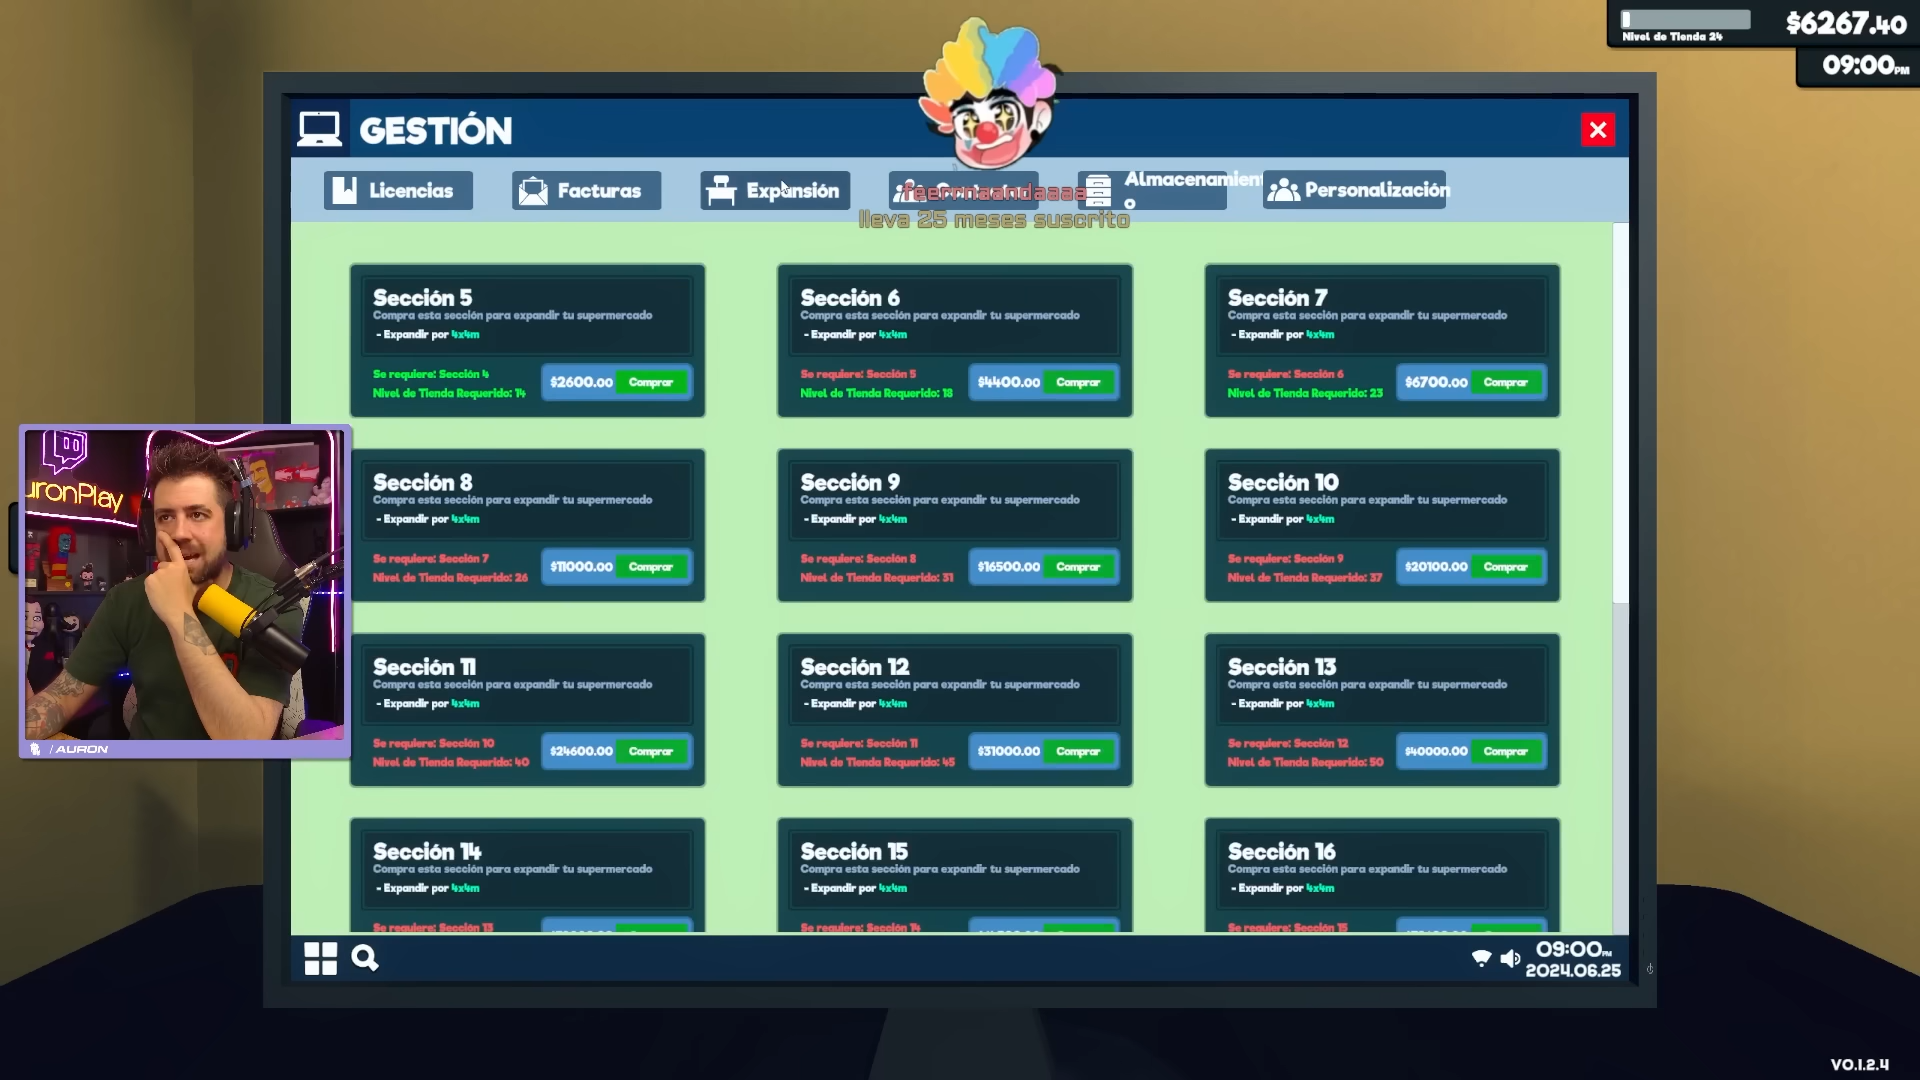 $6267.40
Nivel de Tienda 24
09:00PM
GESTIÓN
Licencias
Facturas
Expansión
Almacenamient
o
Personalización
feerrnaandaaaa
lleva 25 meses suscrito
Sección 5
Compra esta sección para expandir tu supermercado
- Expandir por 4x4m
Se requiere: Sección 4
Nivel de Tienda Requerido: 14
$2600.00
Comprar
Sección 6
Compra esta sección para expandir tu supermercado
- Expandir por 4x4m
Se requiere: Sección 5
Nivel de Tienda Requerido: 18
$4400.00
Comprar
Sección 7
Compra esta sección para expandir tu supermercado
- Expandir por 4x4m
Se requiere: Sección 6
Nivel de Tienda Requerido: 23
$6700.00
Comprar
Sección 8
Compra esta sección para expandir tu supermercado
- Expandir por 4x4m
Se requiere: Sección 7
Nivel de Tienda Requerido: 26
$11000.00
Comprar
Sección 9
Compra esta sección para expandir tu supermercado
- Expandir por 4x4m
Se requiere: Sección 8
Nivel de Tienda Requerido: 31
$16500.00
Comprar
Sección 10
Compra esta sección para expandir tu supermercado
- Expandir por 4x4m
Se requiere: Sección 9
Nivel de Tienda Requerido: 37
$20100.00
Comprar
Sección 11
Compra esta sección para expandir tu supermercado
- Expandir por 4x4m
Se requiere: Sección 10
Nivel de Tienda Requerido: 40
$24600.00
Comprar
Sección 12
Compra esta sección para expandir tu supermercado
- Expandir por 4x4m
Se requiere: Sección 11
Nivel de Tienda Requerido: 45
$31000.00
Comprar
Sección 13
Compra esta sección para expandir tu supermercado
- Expandir por 4x4m
Se requiere: Sección 12
Nivel de Tienda Requerido: 50
$40000.00
Comprar
Sección 14
Compra esta sección para expandir tu supermercado
- Expandir por 4x4m
Se requiere: Sección 13
Sección 15
Compra esta sección para expandir tu supermercado
- Expandir por 4x4m
Se requiere: Sección 14
Sección 16
Compra esta sección para expandir tu supermercado
- Expandir por 4x4m
Se requiere: Sección 15
uronPlay
/AURON
09:00PM
2024.06.25
V0.1.2.4